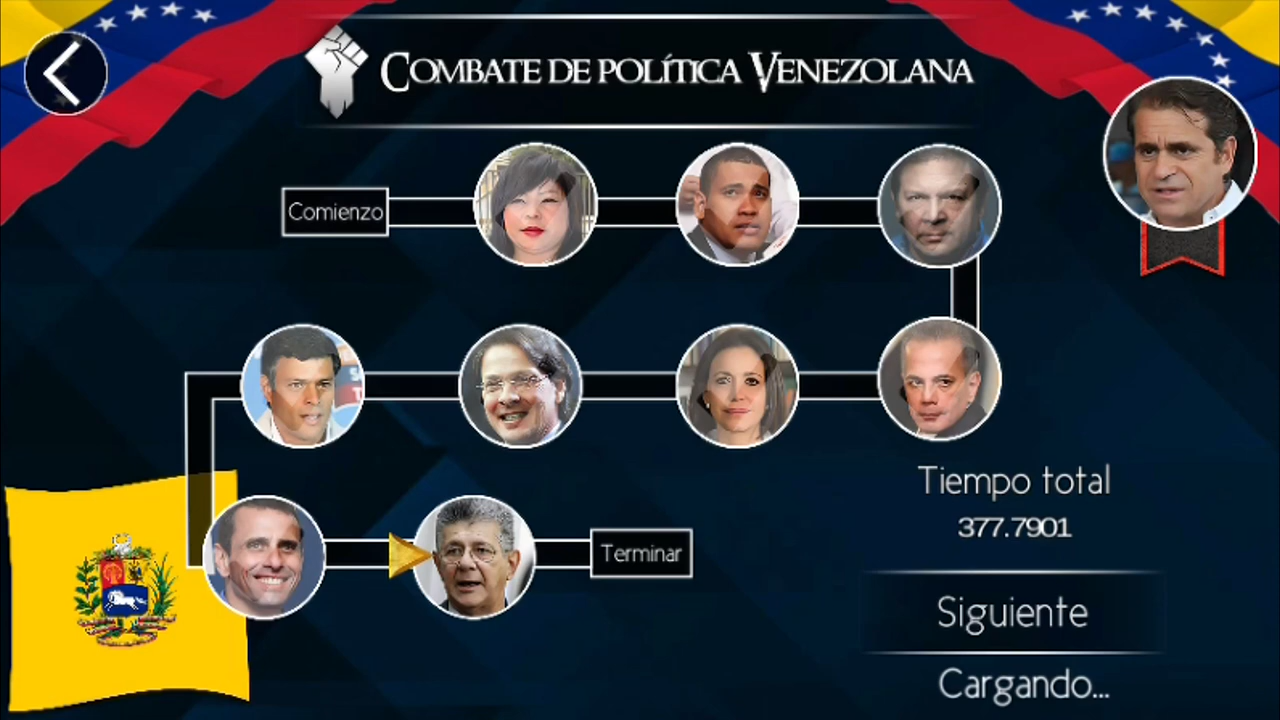 COMBATE DE POLÍTICA VENEZOLANA
Comienzo
Tiempo total
377.7901
Terminar
Siguiente
Cargando...